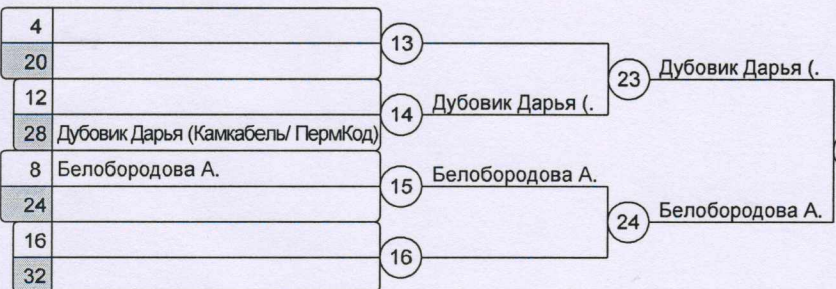 4
13
20
23 Дубовик Дарья (.
12
14 Дубовик Дарья (.
28 Дубовик Дарья (Камкабель/ ПермКод)
8 Белобородова А.
15 Белобородова А.
24
24 Белобородова А.
16
16
32